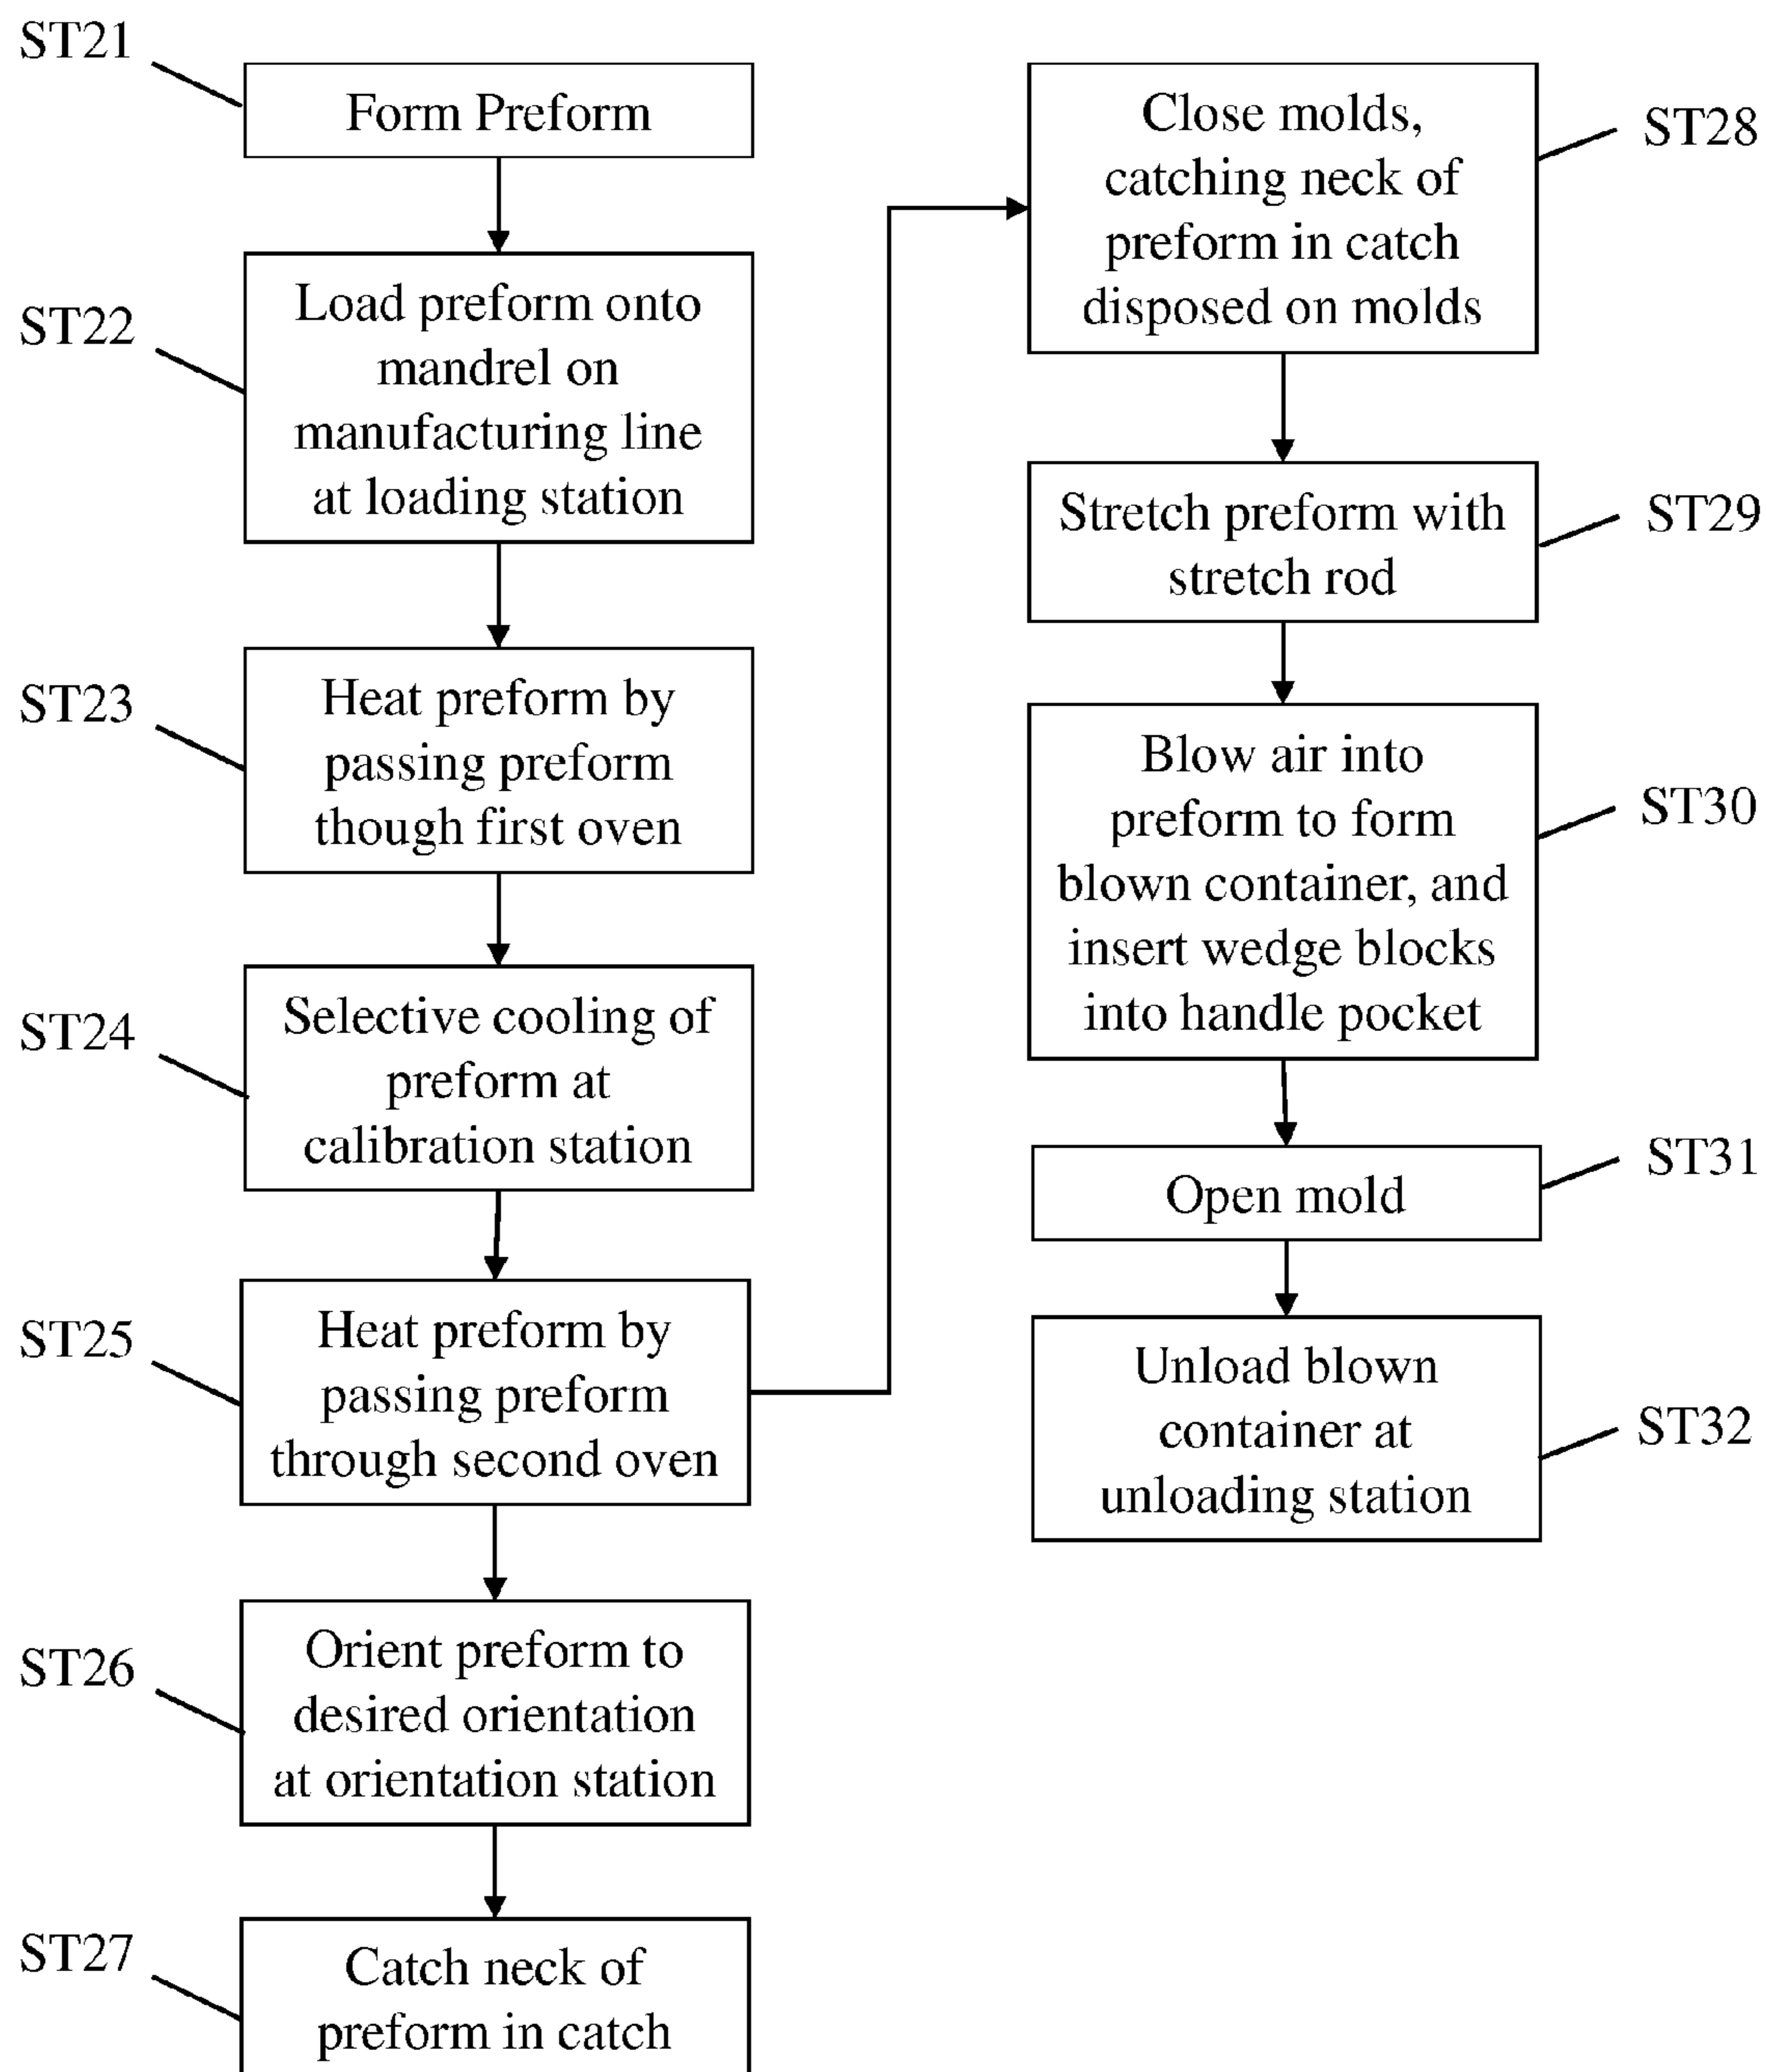 ST21
Form Preform
ST22
Load preform onto
mandrel on
manufacturing line
at loading station
ST23
Heat preform by
passing preform
though first oven
ST24
Selective cooling of
preform at
calibration station
ST25
Heat preform by
passing preform
through second oven
ST26
Orient preform to
desired orientation
at orientation station
ST27
Catch neck of
preform in catch
Close molds,
catching neck of
preform in catch
disposed on molds
ST28
Stretch preform with
stretch rod
ST29
Blow air into
preform to form
blown container, and
insert wedge blocks
into handle pocket
ST30
Open mold
ST31
Unload blown
container at
unloading station
ST32